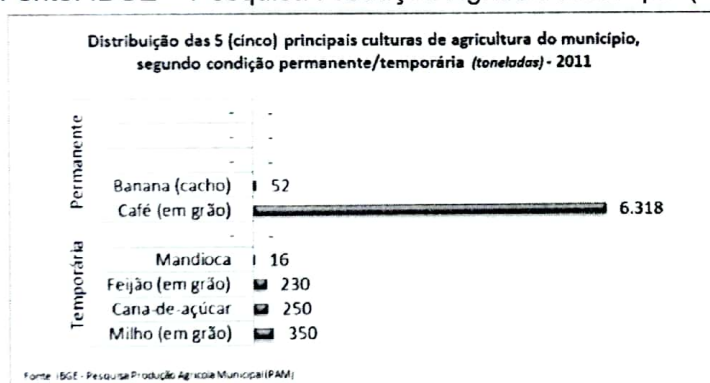 Distribuição das 5 (cinco) principais culturas de agricultura do município,
segundo condição permanente/temporária (toneladas) - 2011
Permanente
-   -
-   -
-   -
Banana (cacho) 52
Café (em grão) 6.318
Temporária
-   -
Mandioca 16
Feijão (em grão) 230
Cana-de-açúcar 250
Milho (em grão) 350
Fonte: IBGE - Pesquisa Produção Agrícola Municipal (PAM)